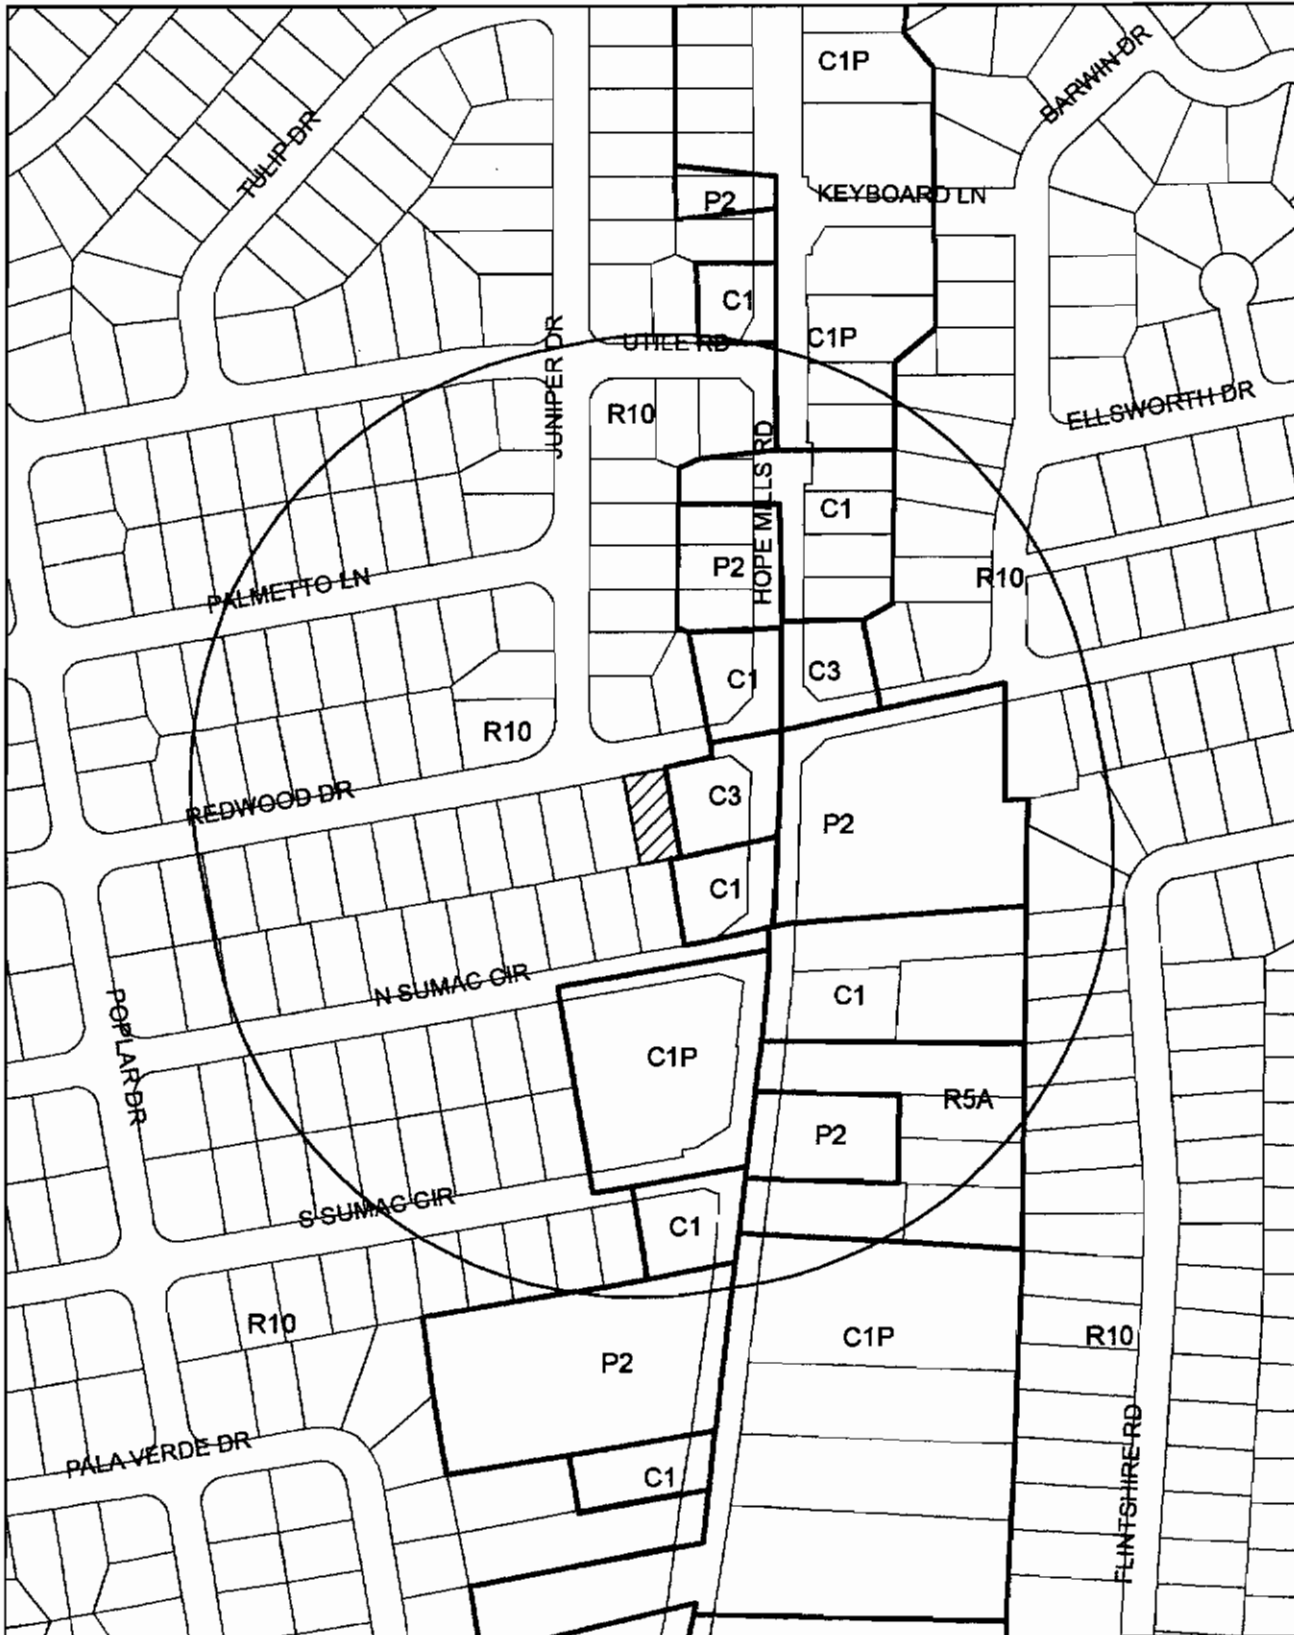 C1P
BARWIN DR
TULIP DR
P2
KEYBOARD LN
C1
C1P
UTILE RD
JUNIPER DR
R10
ELLSWORTH DR
HOPE MILLS RD
C1
P2
R10
PALMETTO LN
C1
C3
R10
REDWOOD DR
C3
P2
C1
N SUMAC CIR
C1
POPLAR DR
C1P
R5A
P2
S SUMAC CIR
C1
R10
C1P
R10
P2
PALA VERDE DR
C1
FLINTSHIRE RD